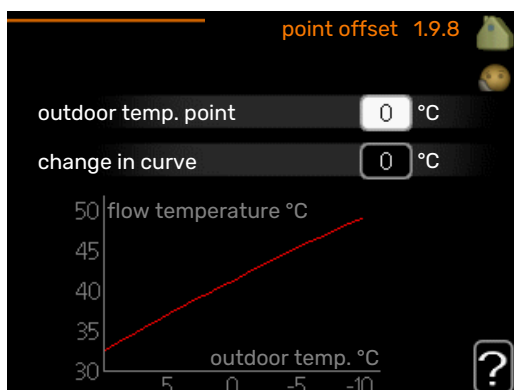 point offset 1.9.8
outdoor temp. point 0 °C
change in curve 0 °C
50 flow temperature °C
45
40
35
outdoor temp. °C
30
5 0 -5 -10
?